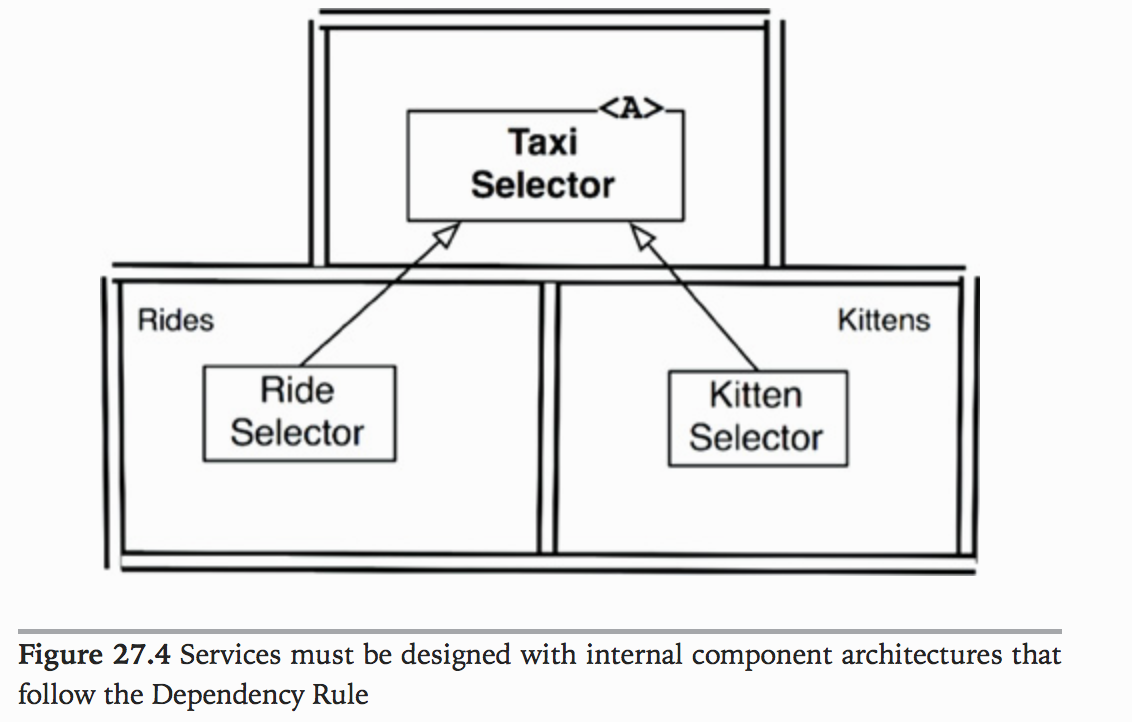 <A>
Taxi
Selector
Rides
Kittens
Ride
Selector
Kitten
Selector
Figure 27.4 Services must be designed with internal component architectures that
follow the Dependency Rule